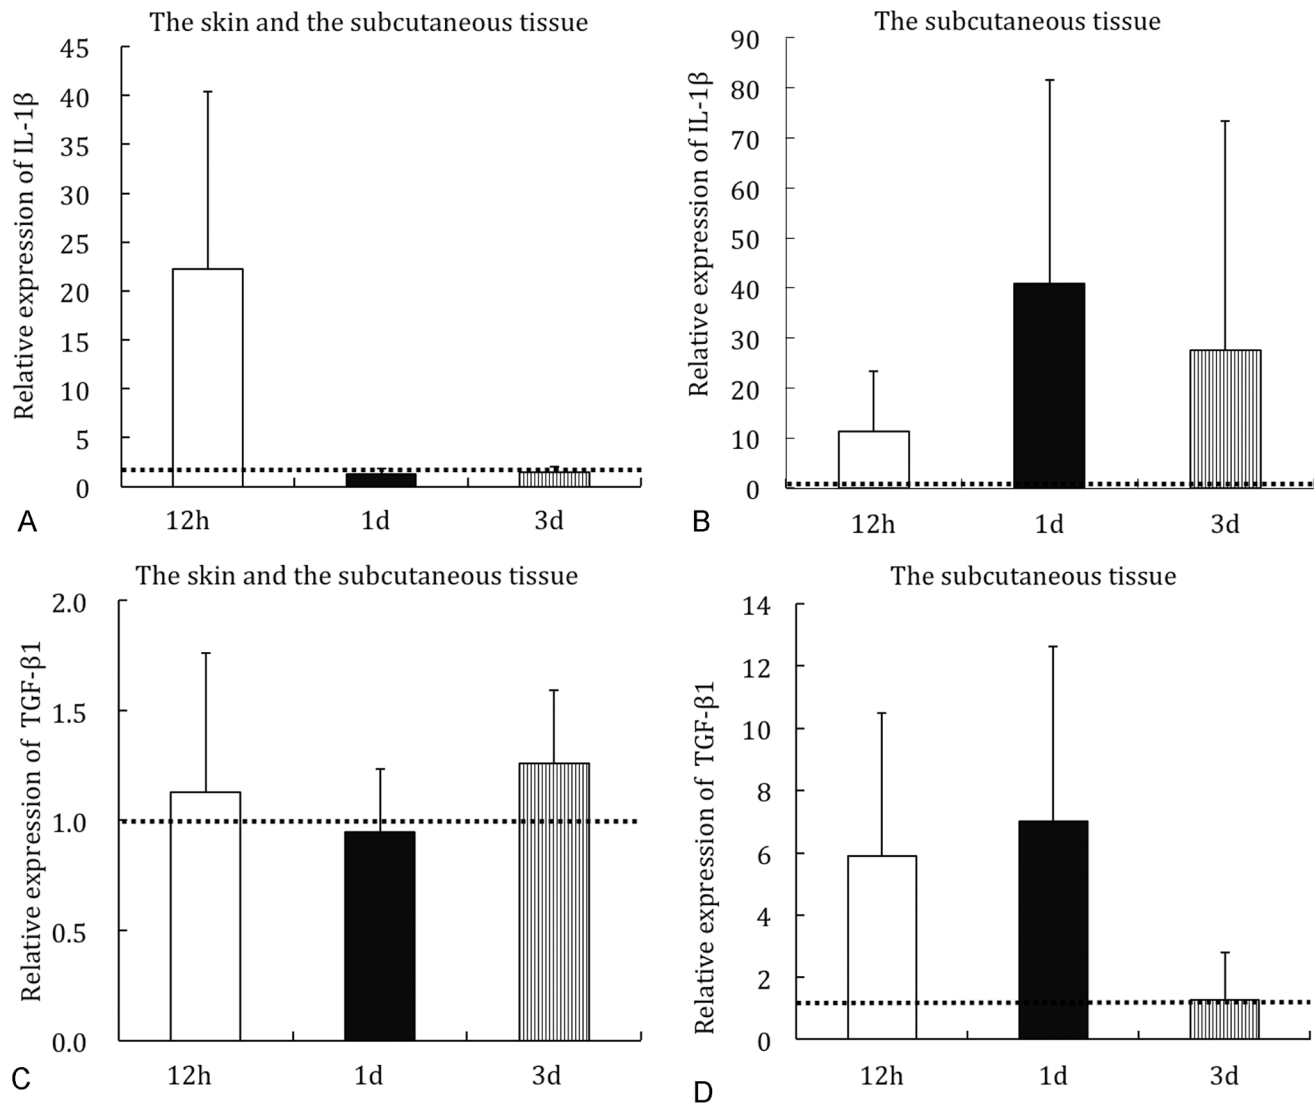 The skin and the subcutaneous tissue
Relative expression of IL-1β
45
40
35
30
25
20
15
10
5
0
12h
1d
3d
A
The subcutaneous tissue
Relative expression of IL-1β
90
80
70
60
50
40
30
20
10
0
12h
1d
3d
B
The skin and the subcutaneous tissue
Relative expression of TGF-β1
2.0
1.5
1.0
0.5
0.0
12h
1d
3d
C
The subcutaneous tissue
Relative expression of TGF-β1
14
12
10
8
6
4
2
0
12h
1d
3d
D